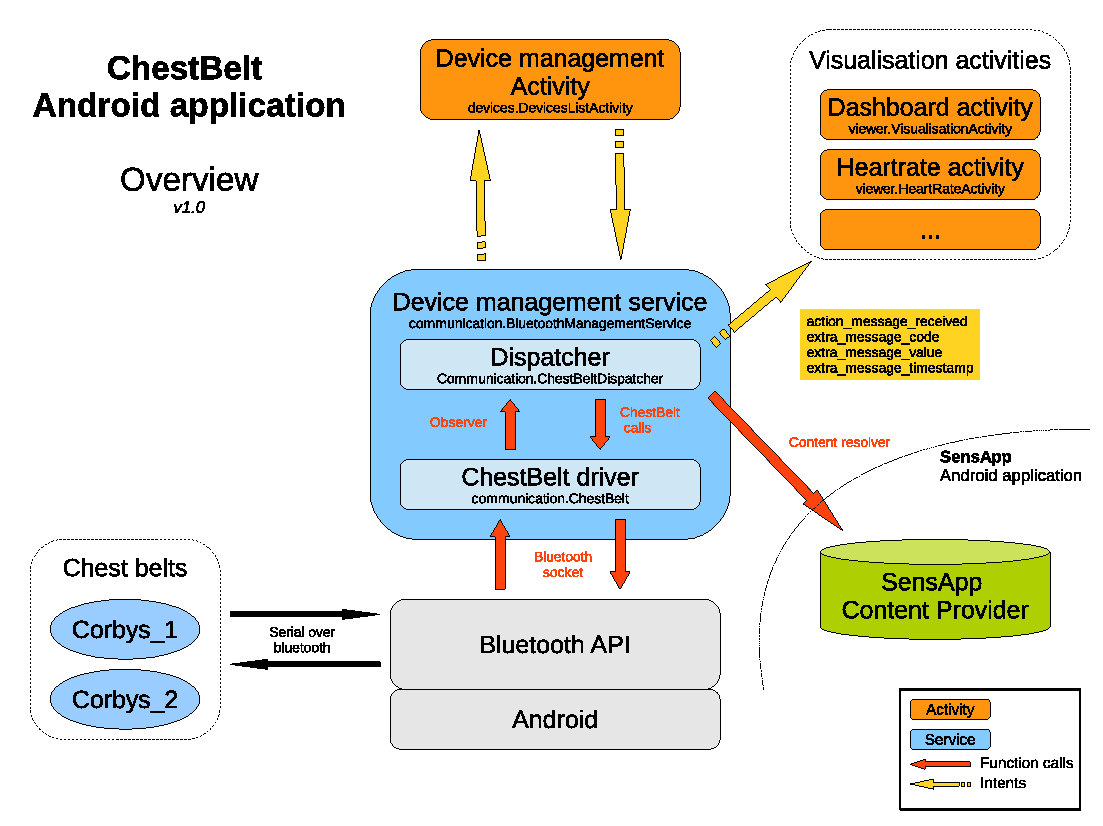 ChestBelt
Android application
Overview
v1.0
Device management
Activity
devices.DevicesListActivity
Visualisation activities
Dashboard activity
viewer.VisualisationActivity
Heartrate activity
viewer.HeartRateActivity
...
Device management service
communication.BluetoothManagementService
Dispatcher
Communication.ChestBeltDispatcher
action_message_received
extra_message_code
extra_message_value
extra_message_timestamp
Observer
ChestBelt
calls
Content resolver
ChestBelt driver
communication.ChestBelt
SensApp
Android application
Bluetooth
socket
Chest belts
Corbys_1
Corbys_2
Serial over
bluetooth
Bluetooth API
Android
SensApp
Content Provider
Activity
Service
Function calls
Intents